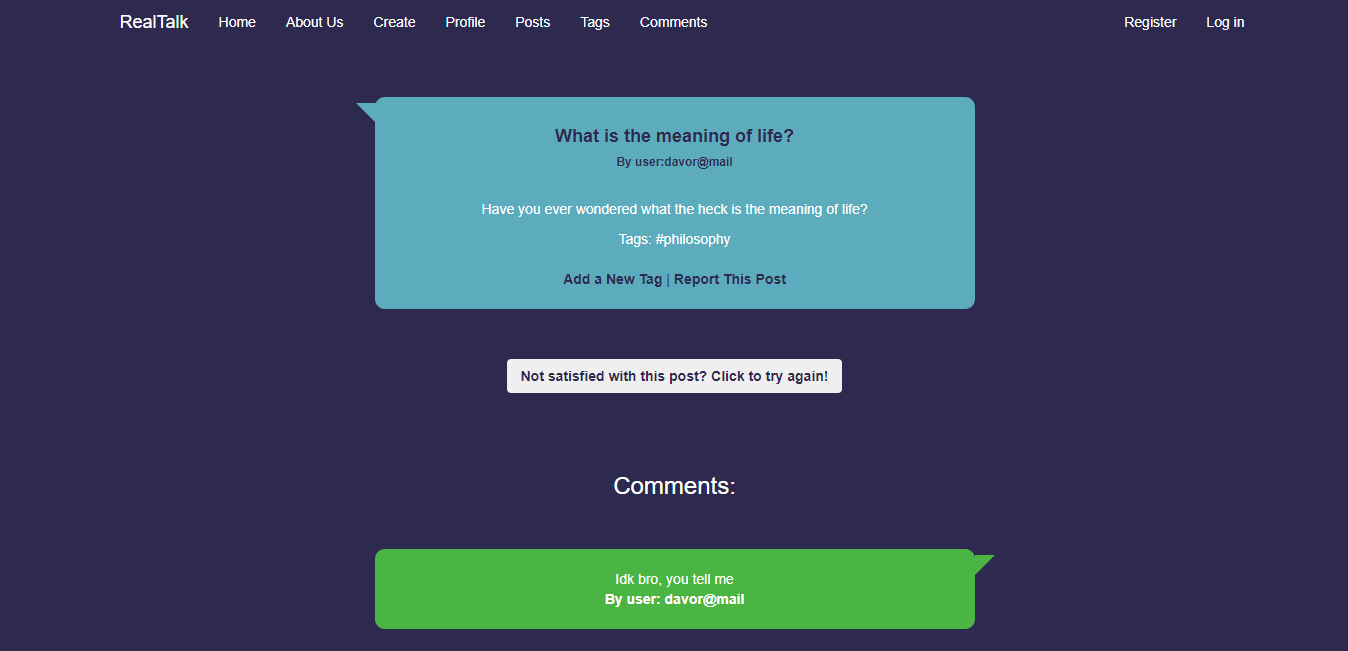 RealTalk Home About Us Create Profile Posts Tags Comments Register Log in
What is the meaning of life?
By user:davor@mail
Have you ever wondered what the heck is the meaning of life?
Tags: #philosophy
Add a New Tag | Report This Post
Not satisfied with this post? Click to try again!
Comments:
Idk bro, you tell me
By user: davor@mail